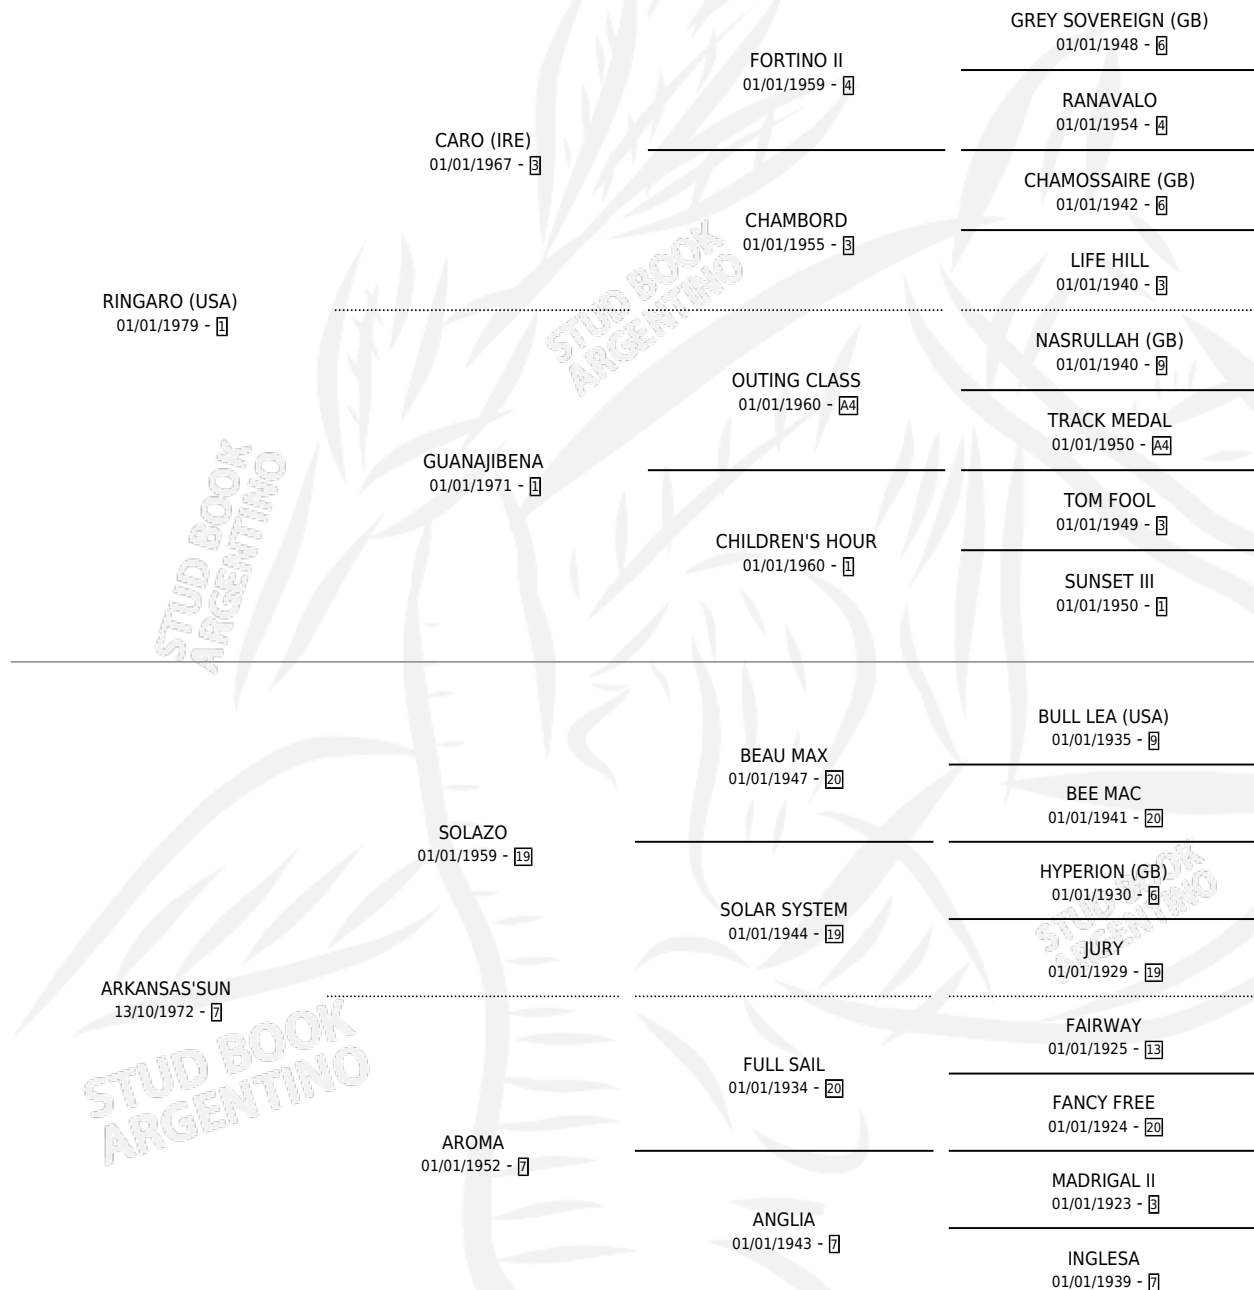 GREY SOVEREIGN (GB)
01/01/1948 - 6
FORTINO II
01/01/1959 - 4
RANAVALO
01/01/1954 - 4
CARO (IRE)
01/01/1967 - 3
CHAMOSSAIRE (GB)
01/01/1942 - 6
CHAMBORD
01/01/1955 - 3
LIFE HILL
01/01/1940 - 3
RINGARO (USA)
01/01/1979 - 1
STUD BOOK
ARGENTINO
NASRULLAH (GB)
01/01/1940 - 9
OUTING CLASS
01/01/1960 - A4
TRACK MEDAL
01/01/1950 - A4
GUANAJIBENA
01/01/1971 - 1
TOM FOOL
01/01/1949 - 3
CHILDREN'S HOUR
01/01/1960 - 1
SUNSET III
01/01/1950 - 1
STUD BOOK
ARGENTINO
BULL LEA (USA)
01/01/1935 - 9
BEAU MAX
01/01/1947 - 20
BEE MAC
01/01/1941 - 20
SOLAZO
01/01/1959 - 19
HYPERION (GB)
01/01/1930 - 6
SOLAR SYSTEM
01/01/1944 - 19
STUD BOOK
ARGENTINO
JURY
01/01/1929 - 19
ARKANSAS'SUN
13/10/1972 - 7
STUD BOOK
ARGENTINO
FAIRWAY
01/01/1925 - 13
FULL SAIL
01/01/1934 - 20
FANCY FREE
01/01/1924 - 20
AROMA
01/01/1952 - 7
MADRIGAL II
01/01/1923 - 3
ANGLIA
01/01/1943 - 7
INGLESA
01/01/1939 - 7